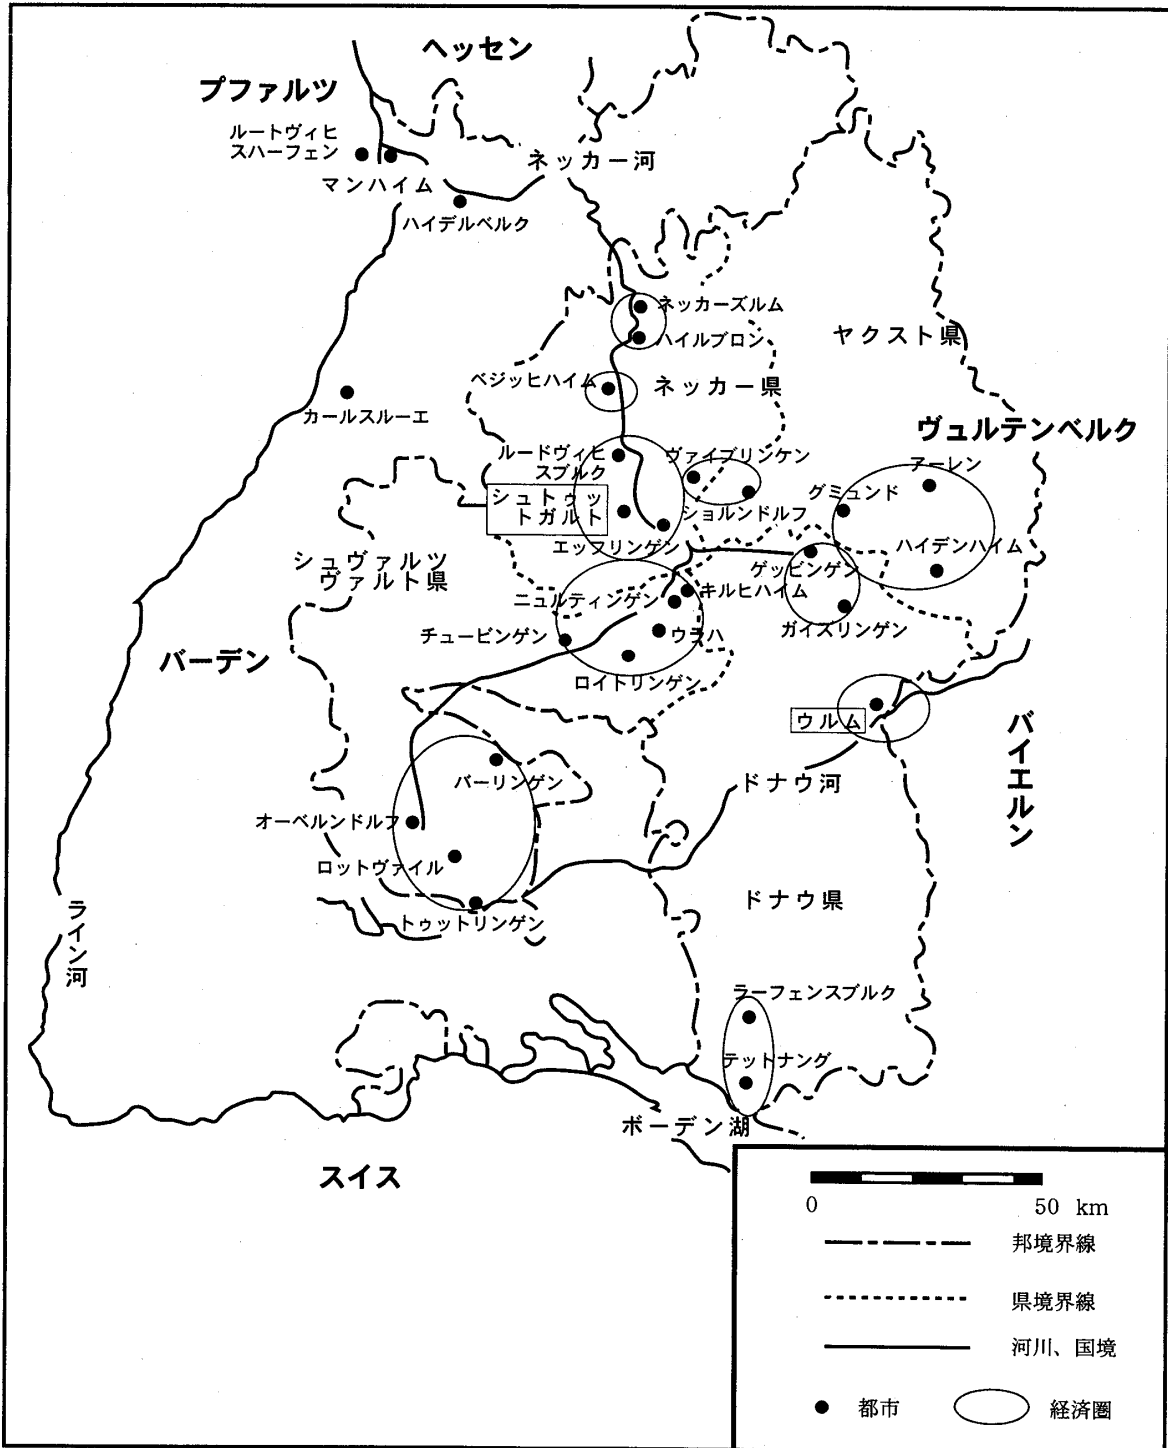 ヘッセン
プファルツ
ルートヴィヒ
スハーフェン
マンハイム
ネッカー河
ハイデルベルク
ネッカーズルム
ハイルブロン
ヤクスト県
ベジッヒハイム
ネッカー県
カールスルーエ
ヴュルテンベルク
ルードヴィヒ
スブルク
ヴァイブリンゲン
アーレン
シュトゥッ
トガルト
グミュンド
ショルンドルフ
エッフリンゲン
ハイデンハイム
シュヴァルツ
ヴァルト県
ゲッピンゲン
ニュルティンゲン
キルヒハイム
チュービンゲン
ウラハ
ガイズリンゲン
バーデン
ロイトリンゲン
ウルム
バイエルン
バーリンゲン
ドナウ河
オーベルンドルフ
ロットヴァイル
ドナウ県
トゥットリンゲン
ライン河
ラーフェンスブルク
テットナング
ボーデン湖
スイス
0 50 km
邦境界線
県境界線
河川、国境
都市 経済圏